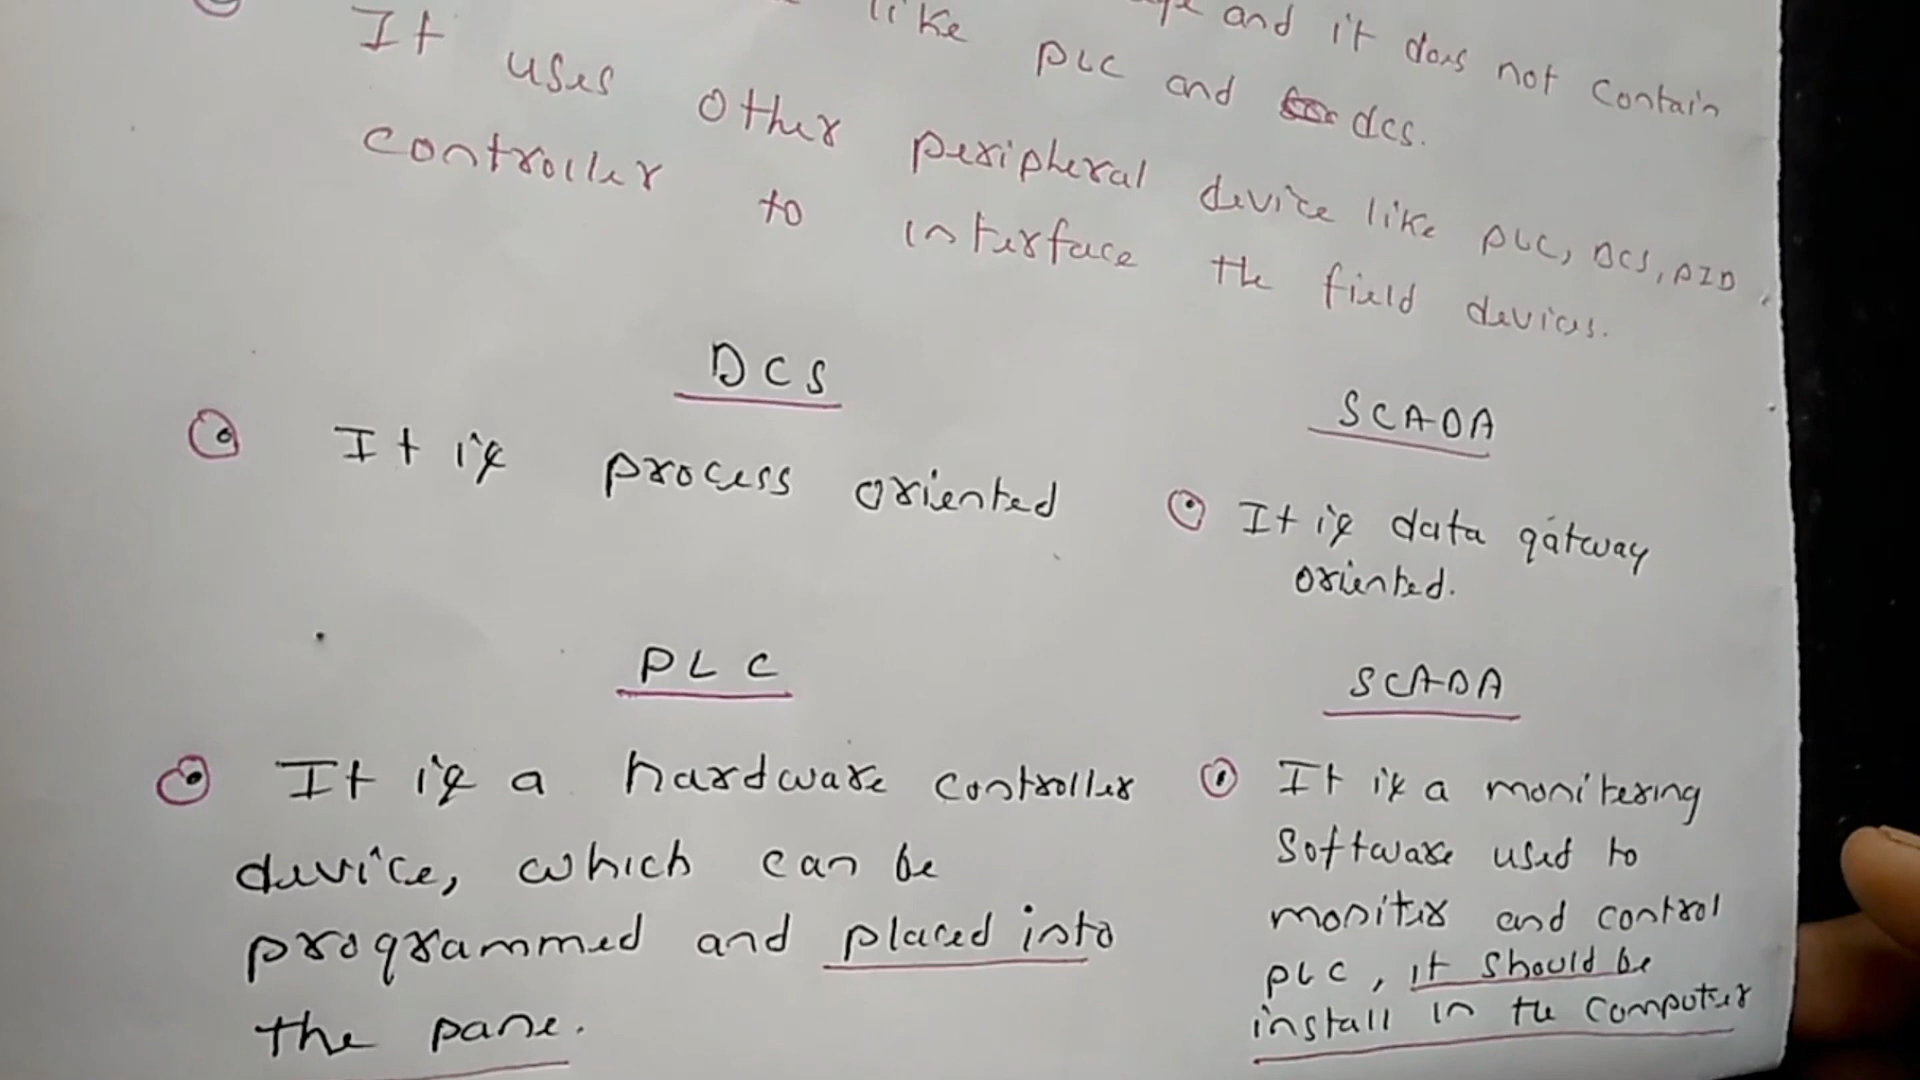 and it does not contain
like PLC and dcs.
It uses other peripheral device like PLC, DCS, PID
controller to interface the field devices.
DCS
SCADA
It is process oriented
It is data gatway
oriented.
PLC
SCADA
It is a hardware controller
device, which can be
programmed and placed into
the pane.
It is a monitering
Software used to
moniter and control
PLC, it should be
install in the Computer